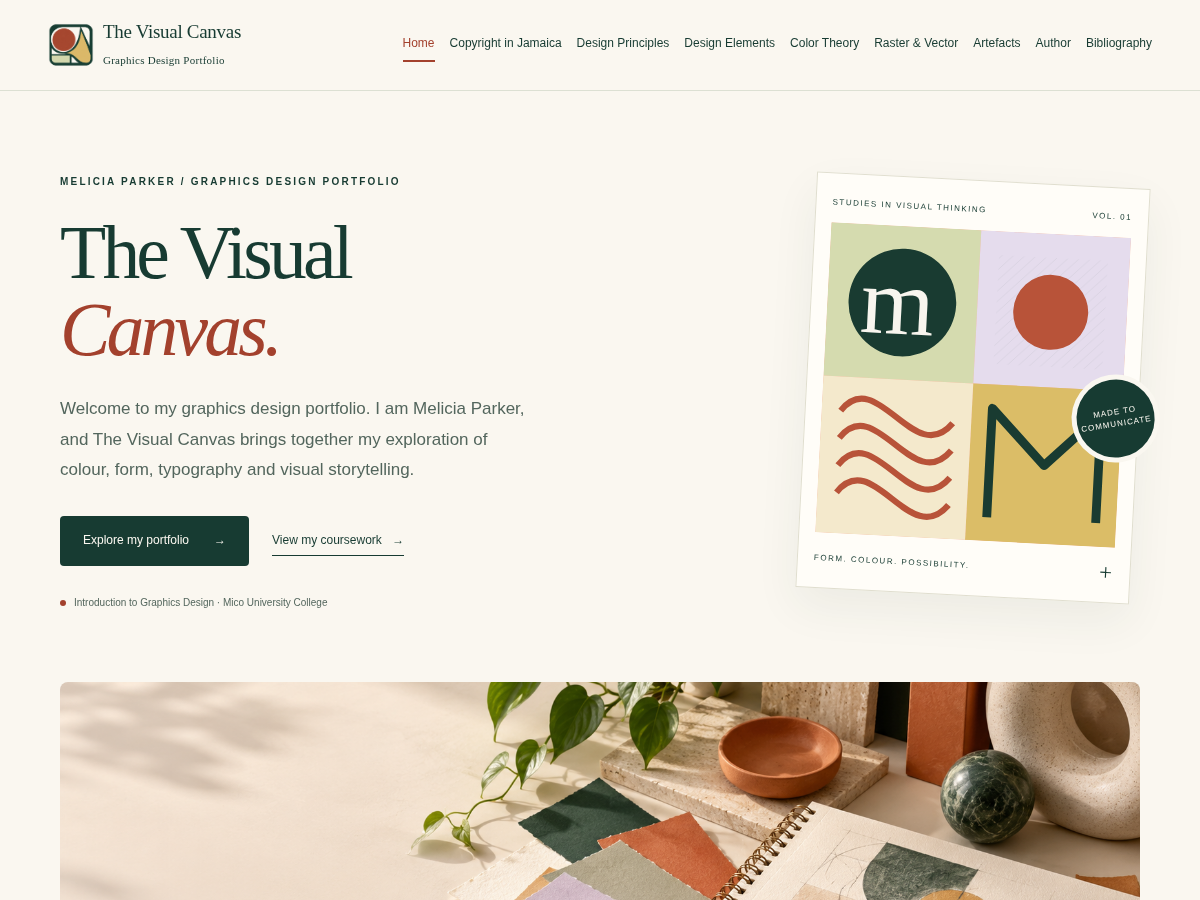 The Visual Canvas
Graphics Design Portfolio
Home Copyright in Jamaica Design Principles Design Elements Color Theory Raster & Vector Artefacts Author Bibliography
MELICIA PARKER / GRAPHICS DESIGN PORTFOLIO
The Visual
Canvas.
Welcome to my graphics design portfolio. I am Melicia Parker,
and The Visual Canvas brings together my exploration of
colour, form, typography and visual storytelling.
Explore my portfolio →
View my coursework →
Introduction to Graphics Design · Mico University College
STUDIES IN VISUAL THINKING
VOL. 01
m
M
MADE TO
COMMUNICATE
FORM. COLOUR. POSSIBILITY.
+